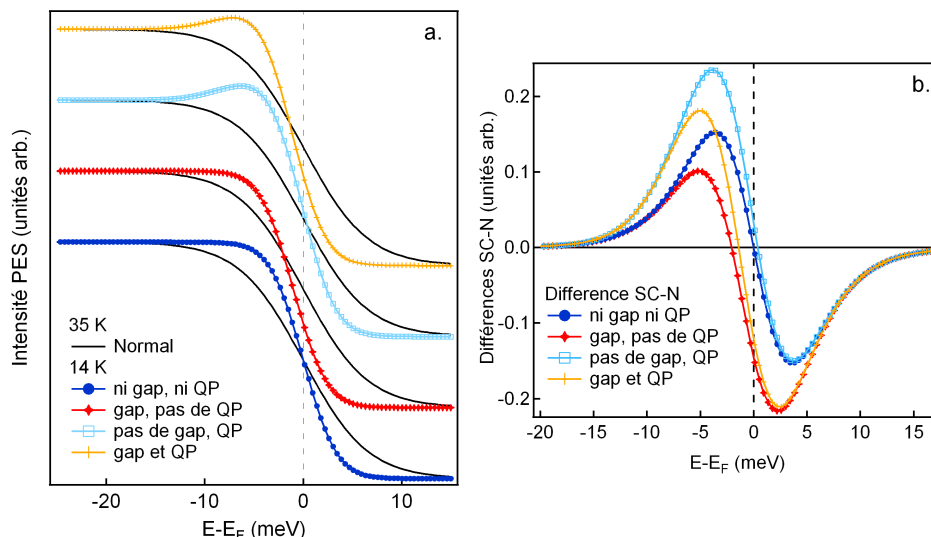 a.
Intensité PES (unités arb.)
35 K
Normal
14 K
ni gap, ni QP
gap, pas de QP
pas de gap, QP
gap et QP
-20
-10
0
10
E-EF (meV)
b.
Différences SC-N (unités arb.)
0.2
0.1
0.0
-0.1
-0.2
Difference SC-N
ni gap ni QP
gap, pas de QP
pas de gap, QP
gap et QP
-20
-15
-10
-5
0
5
10
15
E-EF (meV)